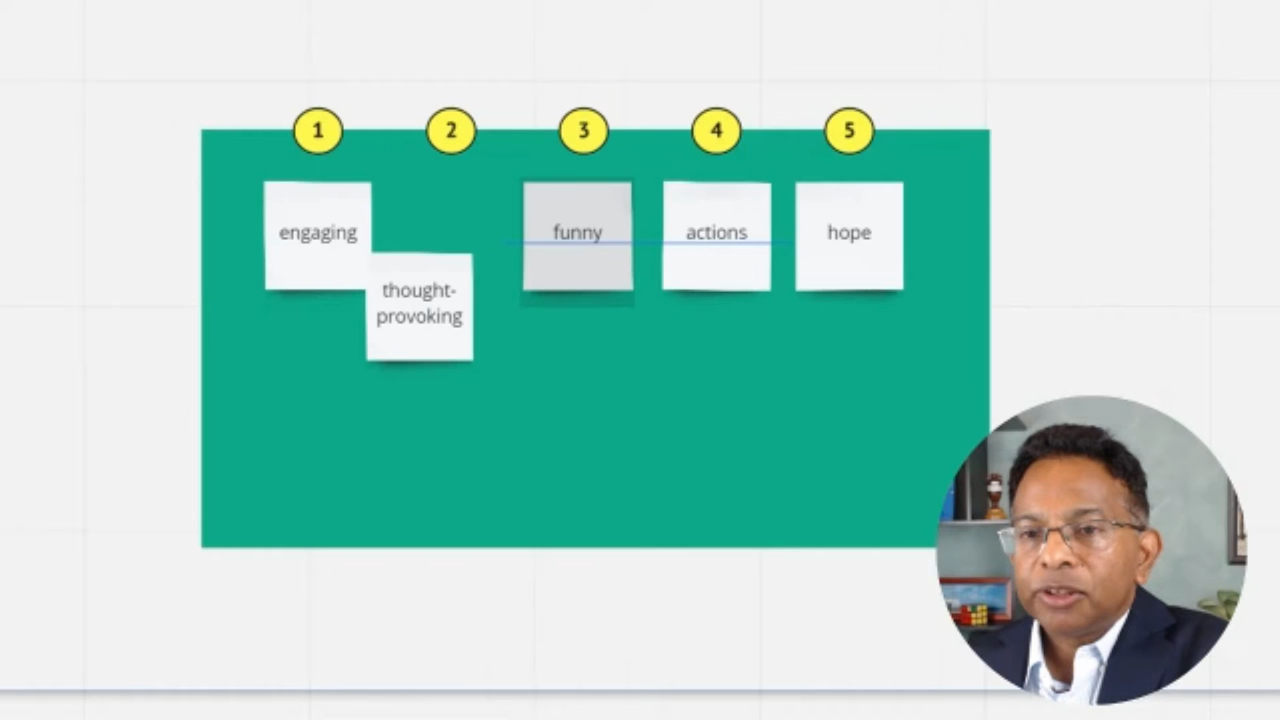 1
2
3
4
5
engaging
funny
actions
hope
thought-
provoking